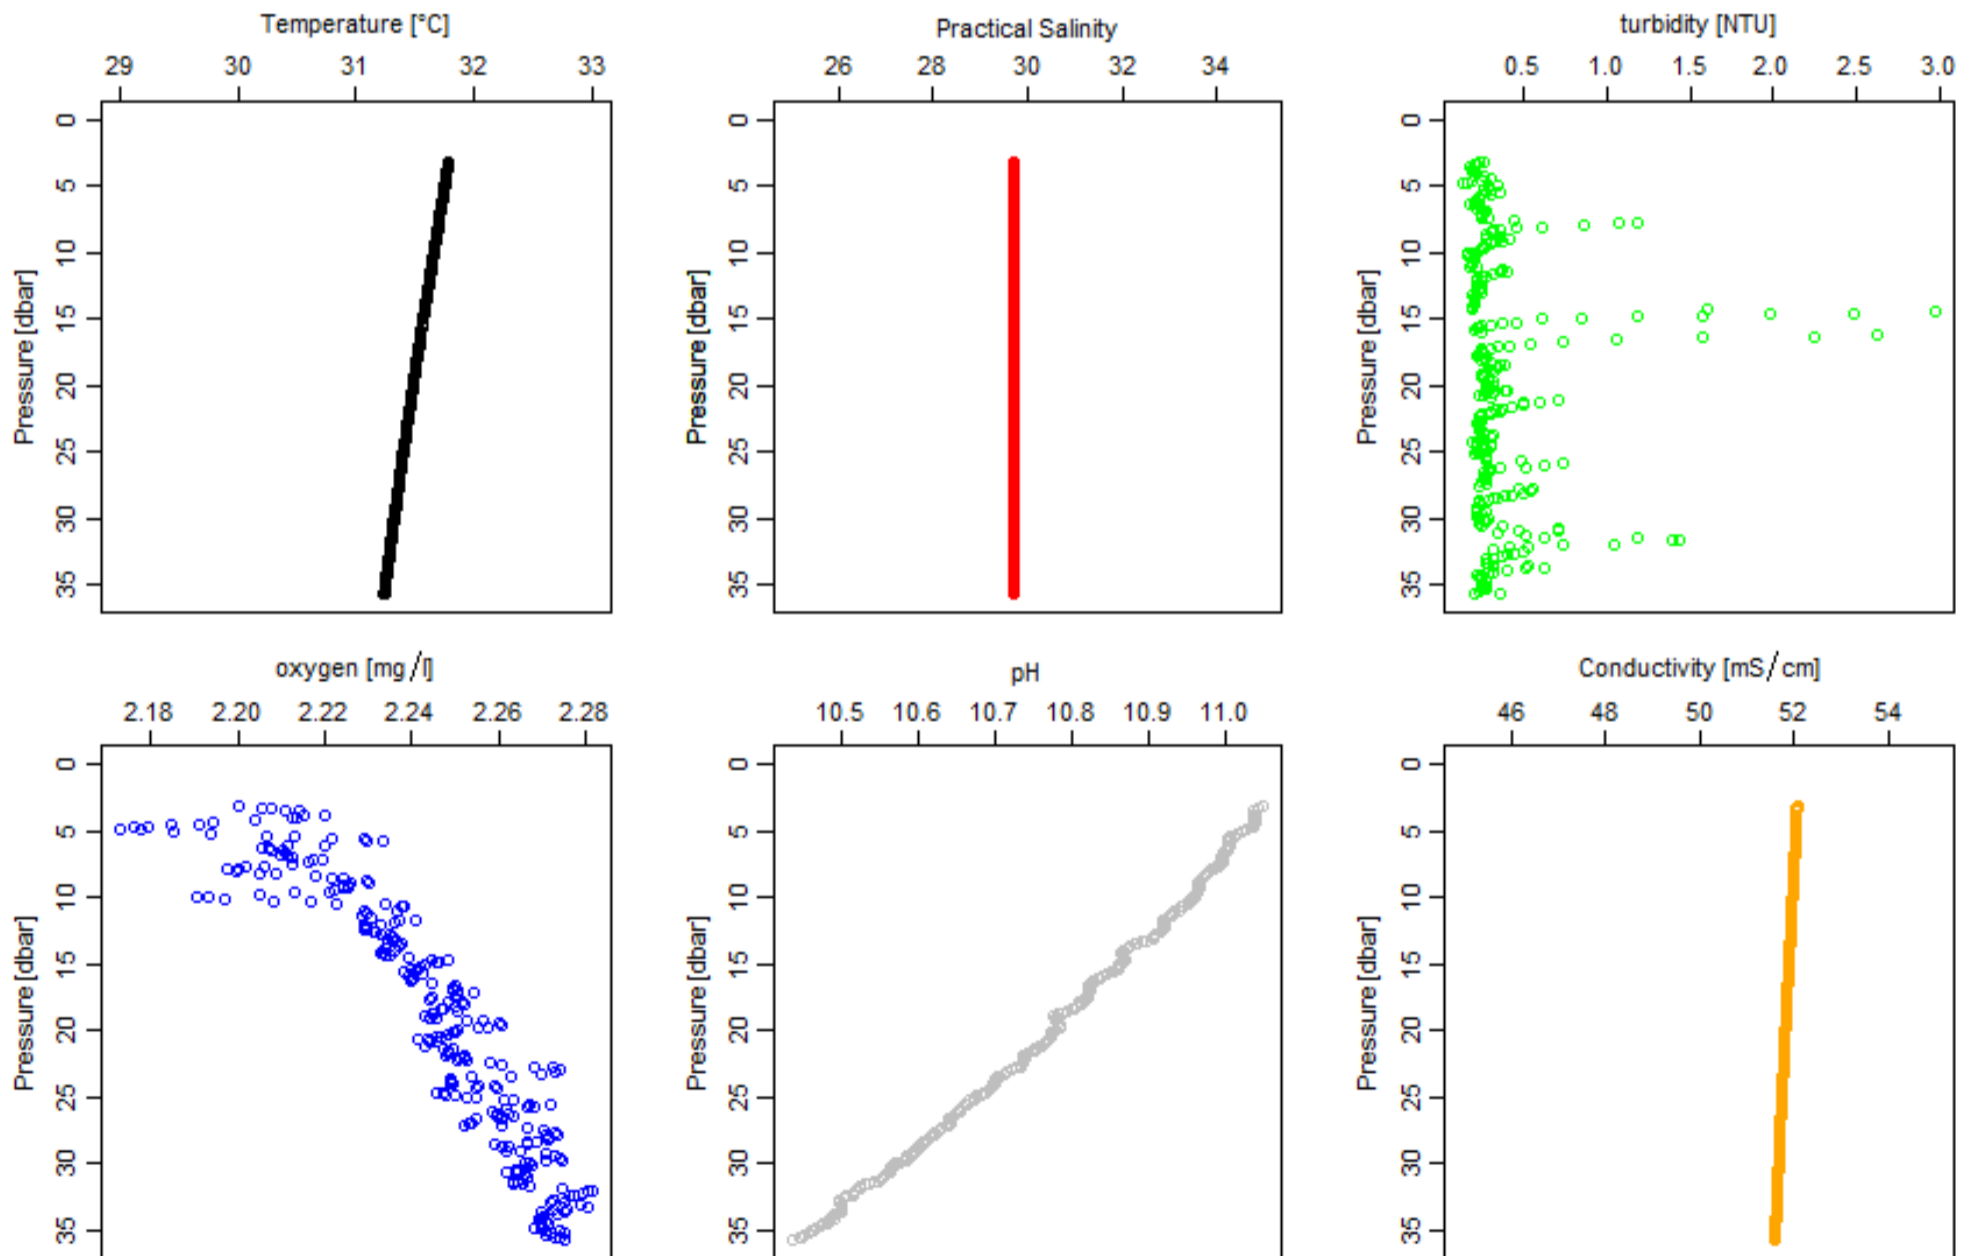 Temperature [°C]
29 30 31 32 33
Pressure [dbar]
0 5 10 15 20 25 30 35
Practical Salinity
26 28 30 32 34
Pressure [dbar]
0 5 10 15 20 25 30 35
turbidity [NTU]
0.5 1.0 1.5 2.0 2.5 3.0
Pressure [dbar]
0 5 10 15 20 25 30 35
oxygen [mg/l]
2.18 2.20 2.22 2.24 2.26 2.28
Pressure [dbar]
0 5 10 15 20 25 30 35
pH
10.5 10.6 10.7 10.8 10.9 11.0
Pressure [dbar]
0 5 10 15 20 25 30 35
Conductivity [mS/cm]
46 48 50 52 54
Pressure [dbar]
0 5 10 15 20 25 30 35